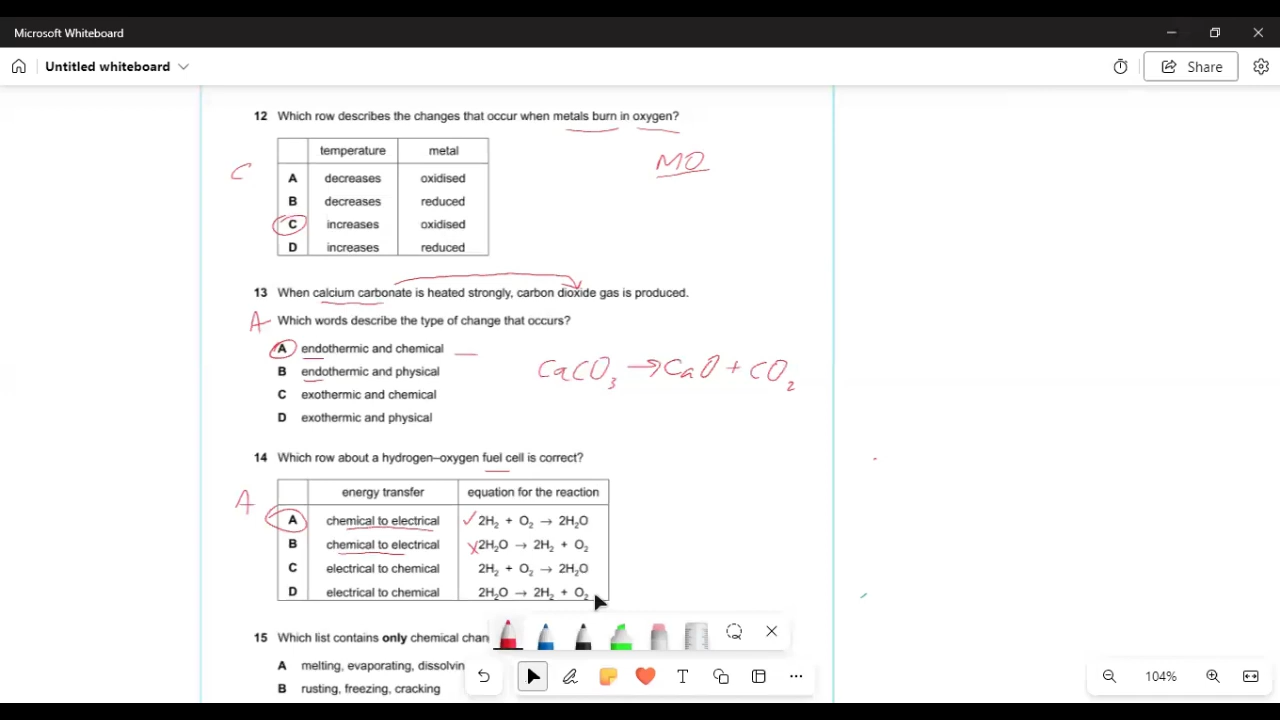 Microsoft Whiteboard
Untitled whiteboard
Share
12 Which row describes the changes that occur when metals burn in oxygen?
MO
C
temperature metal
A decreases oxidised
B decreases reduced
C increases oxidised
D increases reduced
13 When calcium carbonate is heated strongly, carbon dioxide gas is produced.
A Which words describe the type of change that occurs?
A endothermic and chemical
B endothermic and physical
CaCO₃ → CaO + CO₂
C exothermic and chemical
D exothermic and physical
14 Which row about a hydrogen–oxygen fuel cell is correct?
A
energy transfer equation for the reaction
A chemical to electrical ✓ 2H₂ + O₂ → 2H₂O
B chemical to electrical x 2H₂O → 2H₂ + O₂
C electrical to chemical 2H₂ + O₂ → 2H₂O
D electrical to chemical 2H₂O → 2H₂ + O₂
15 Which list contains only chemical chan
A melting, evaporating, dissolvin
B rusting, freezing, cracking
T
104%